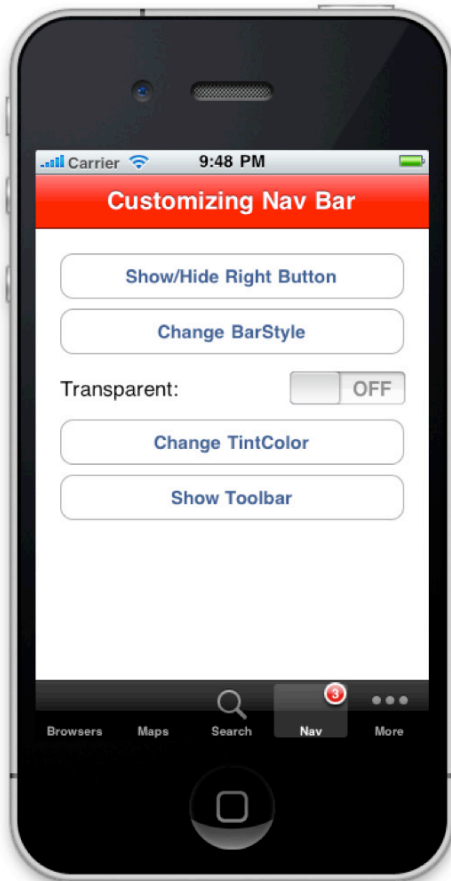 Carrier 9:48 PM
Customizing Nav Bar
Show/Hide Right Button
Change BarStyle
Transparent: OFF
Change TintColor
Show Toolbar
3
Browsers Maps Search Nav More